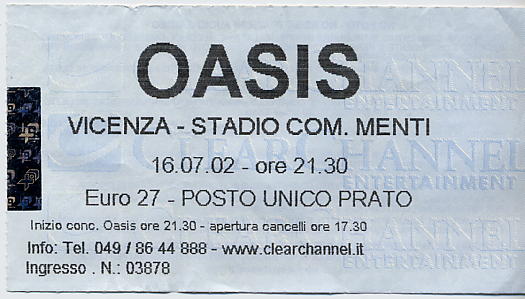 OASIS
VICENZA - STADIO COM. MENTI
16.07.02 - ore 21.30
Euro 27 - POSTO UNICO PRATO
Inizio conc. Oasis ore 21.30 - apertura cancelli ore 17.30
Info: Tel. 049 / 86 44 888 - www.clearchannel.it
Ingresso . N.: 03878
CLEARCHANNEL
ENTERTAINMENT